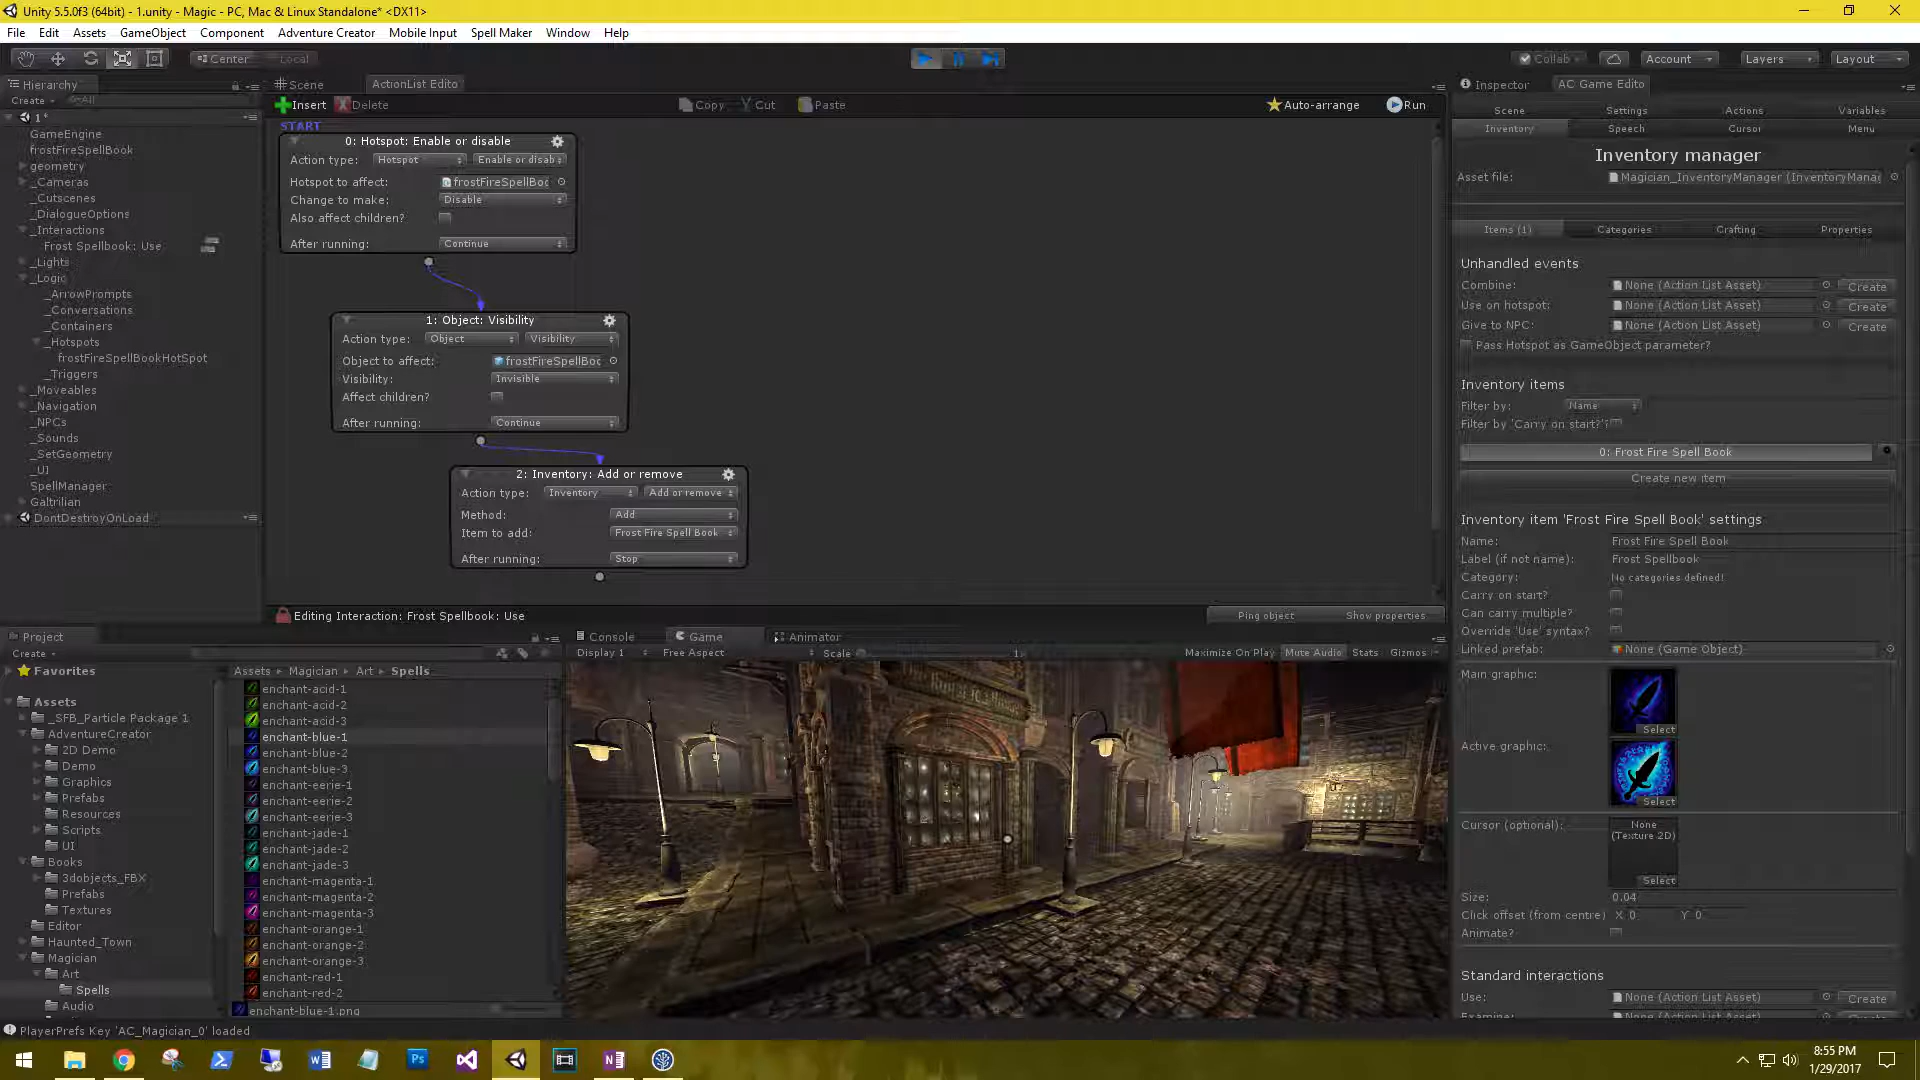 Unity 5.5.0f3 (64bit) - 1.unity - Magic - PC, Mac & Linux Standalone* <DX11>
File Edit Assets GameObject Component Adventure Creator Mobile Input Spell Maker Window Help
Center Local
Collab Account Layers Layout
Hierarchy
Create All
1*
GameEngine
frostFireSpellBook
geometry
_Cameras
_Cutscenes
_DialogueOptions
_Interactions
Frost Spellbook: Use
_Lights
_Logic
_ArrowPrompts
_Conversations
_Containers
_Hotspots
frostFireSpellBookHotSpot
_Triggers
_Moveables
_Navigation
_NPCs
_Sounds
_SetGeometry
_UI
SpellManager
Galtrilian
DontDestroyOnLoad
Scene ActionList Edito
Insert Delete Copy Cut Paste Auto-arrange Run
START
0: Hotspot: Enable or disable
Action type: Hotspot Enable or disab
Hotspot to affect: frostFireSpellBoo
Change to make: Disable
Also affect children?
After running: Continue
1: Object: Visibility
Action type: Object Visibility
Object to affect: frostFireSpellBoo
Visibility: Invisible
Affect children?
After running: Continue
2: Inventory: Add or remove
Action type: Inventory Add or remove
Method: Add
Item to add: Frost Fire Spell Book
After running: Stop
Editing Interaction: Frost Spellbook: Use
Ping object Show properties
Inspector AC Game Edito
Scene Settings Actions Variables
Inventory Speech Cursor Menu
Inventory manager
Asset file: Magician_InventoryManager (InventoryMana
Items (1) Categories Crafting Properties
Unhandled events
Combine: None (Action List Asset) Create
Use on hotspot: None (Action List Asset) Create
Give to NPC: None (Action List Asset) Create
Pass Hotspot as GameObject parameter?
Inventory items
Filter by: Name
Filter by 'Carry on start?'?
0: Frost Fire Spell Book
Create new item
Inventory item 'Frost Fire Spell Book' settings
Name: Frost Fire Spell Book
Label (if not name): Frost Spellbook
Category: No categories defined!
Carry on start?
Can carry multiple?
Override 'Use' syntax?
Linked prefab: None (Game Object)
Main graphic:
Select
Active graphic:
Select
Cursor (optional): None
(Texture 2D)
Select
Size: 0.04
Click offset (from centre) X 0 Y 0
Animate?
Standard interactions
Use: None (Action List Asset) Create
Examine: None (Action List Asset)
Project
Create
Favorites
Assets
_SFB_Particle Package 1
AdventureCreator
2D Demo
Demo
Graphics
Prefabs
Resources
Scripts
UI
Books
3dobjects_FBX
Prefabs
Textures
Editor
Haunted_Town
Magician
Art
Spells
Audio
Assets Magician Art Spells
enchant-acid-1
enchant-acid-2
enchant-acid-3
enchant-blue-1
enchant-blue-2
enchant-blue-3
enchant-eerie-1
enchant-eerie-2
enchant-eerie-3
enchant-jade-1
enchant-jade-2
enchant-jade-3
enchant-magenta-1
enchant-magenta-2
enchant-magenta-3
enchant-orange-1
enchant-orange-2
enchant-orange-3
enchant-red-1
enchant-red-2
enchant-blue-1.png
Console Game Animator
Display 1 Free Aspect Scale 1 Maximize On Play Mute Audio Stats Gizmos
PlayerPrefs Key 'AC_Magician_0' loaded
8:55 PM
1/29/2017